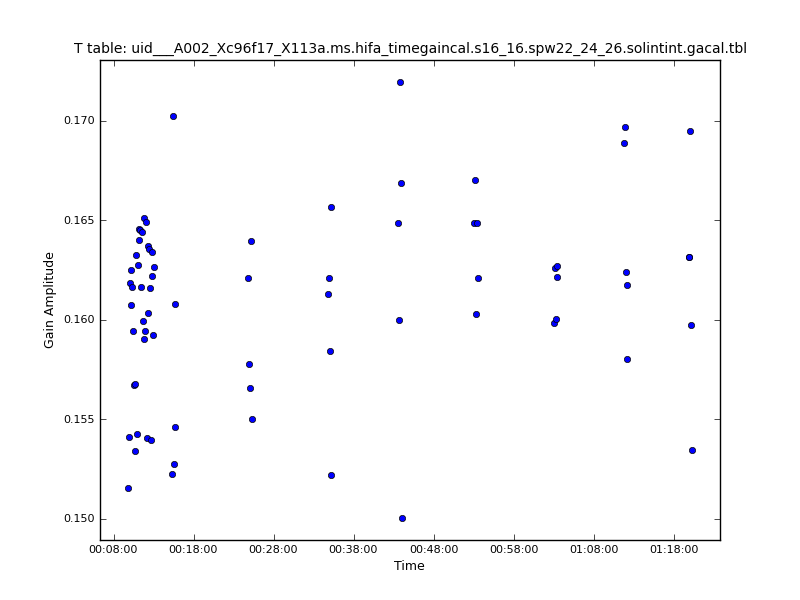 T table: uid___A002_Xc96f17_X113a.ms.hifa_timegaincal.s16_16.spw22_24_26.solintint.gacal.tbl
0.170
0.165
0.160
0.155
0.150
Gain Amplitude
00:08:00 00:18:00 00:28:00 00:38:00 00:48:00 00:58:00 01:08:00 01:18:00
Time